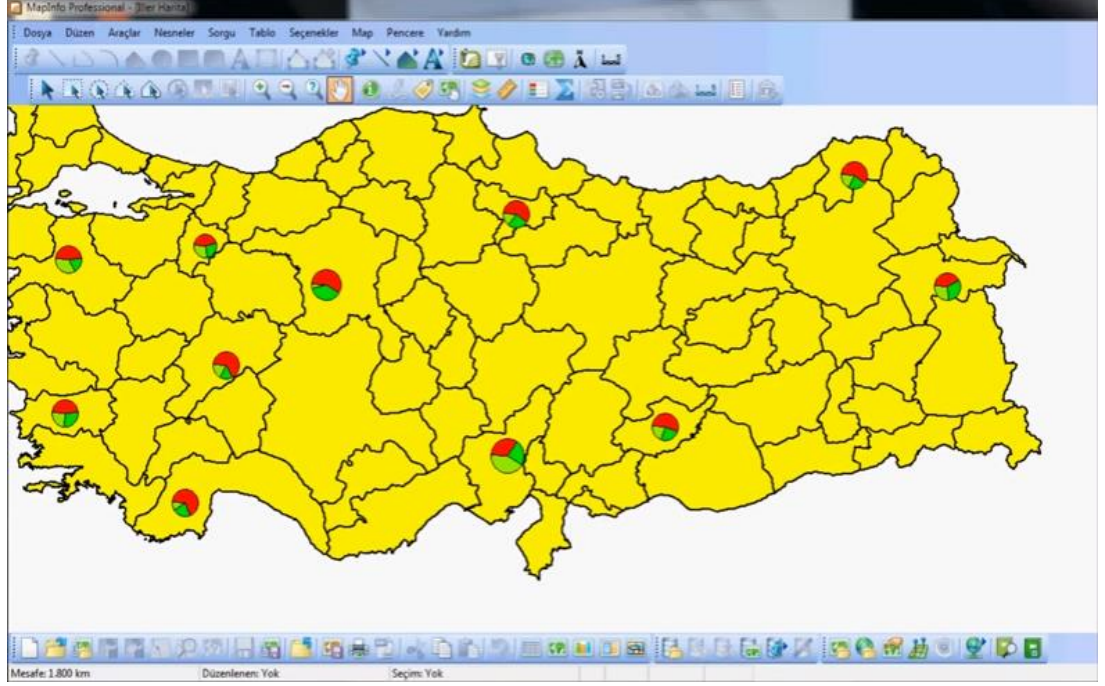 MapInfo Professional - [İller Harita]
Dosya Düzen Araçlar Nesneler Sorgu Tablo Seçenekler Map Pencere Yardım
Mesafe: 1.800 km Düzenlenen: Yok Seçim: Yok